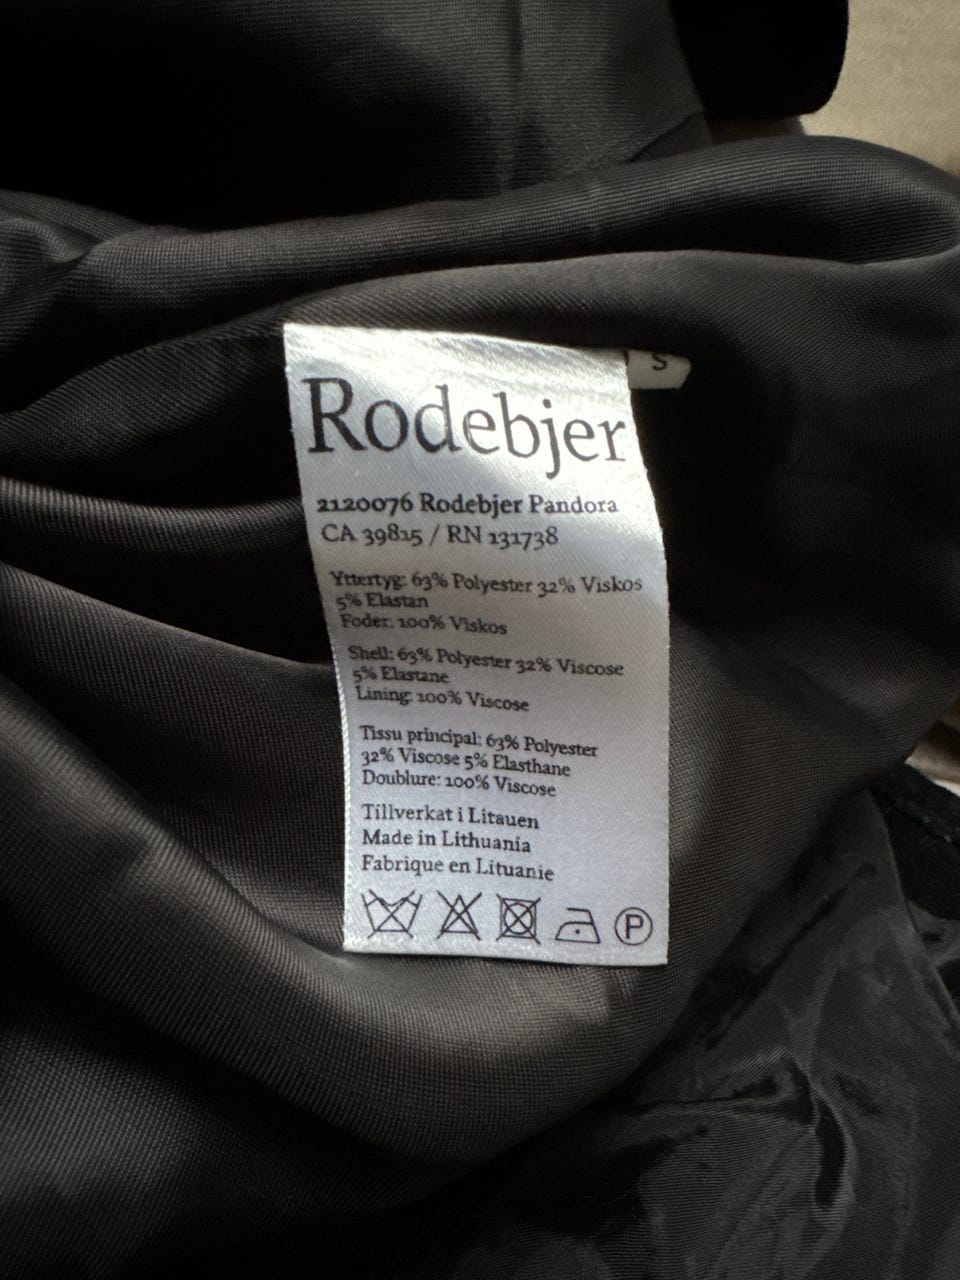 S
Rodebjer
2120076 Rodebjer Pandora
CA 39815 / RN 131738
Yttertyg: 63% Polyester 32% Viskos
5% Elastan
Foder: 100% Viskos
Shell: 63% Polyester 32% Viscose
5% Elastane
Lining: 100% Viscose
Tissu principal: 63% Polyester
32% Viscose 5% Elasthane
Doublure: 100% Viscose
Tillverkat i Litauen
Made in Lithuania
Fabrique en Lituanie
P